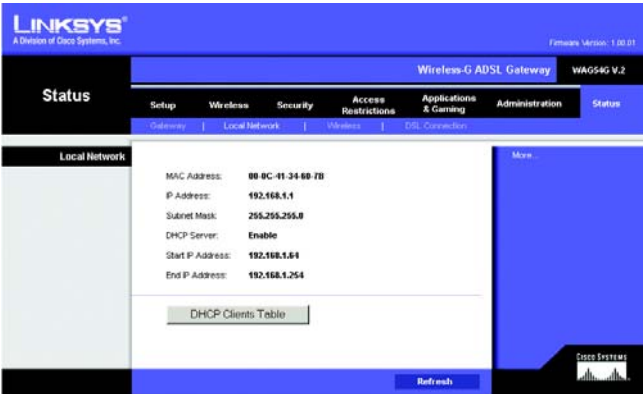 LINKSYS®
A Division of Cisco Systems, Inc.
Firmware Version: 1.00.01
Wireless-G ADSL Gateway WAG54G V.2
Status
Setup Wireless Security Access Restrictions Applications & Gaming Administration Status
Gateway | Local Network | Wireless | DSL Connection
Local Network
More...
MAC Address: 00-0C-41-34-60-7B
IP Address: 192.168.1.1
Subnet Mask: 255.255.255.0
DHCP Server: Enable
Start IP Address: 192.168.1.64
End IP Address: 192.168.1.254
DHCP Clients Table
CISCO SYSTEMS
Refresh